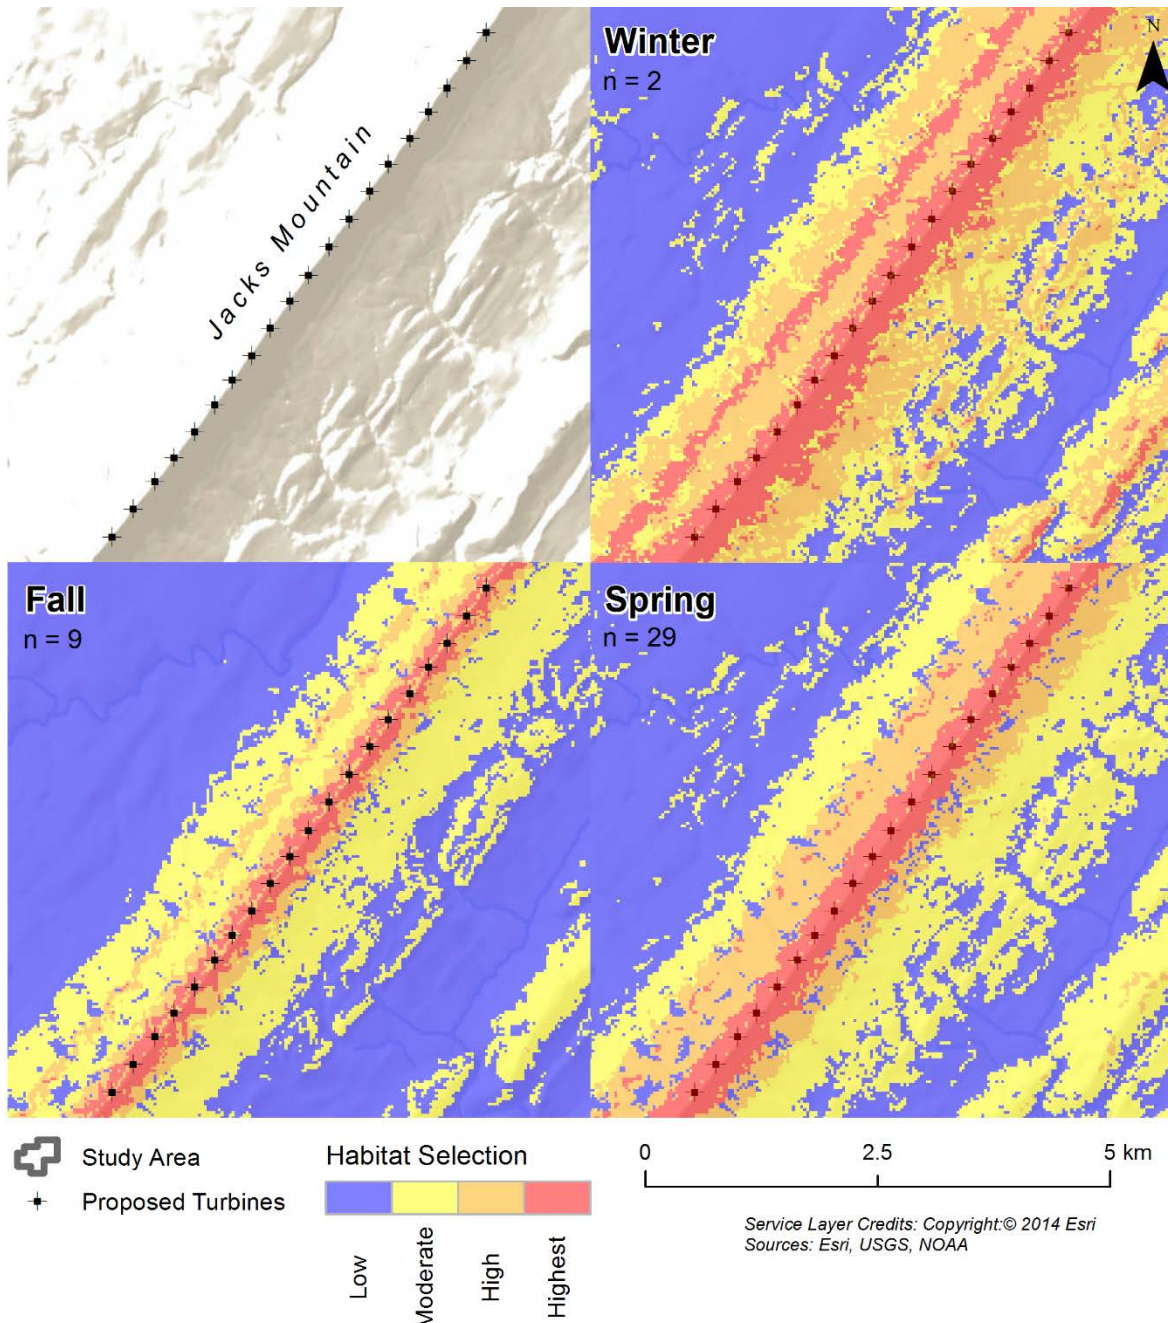 Jacks Mountain
Winter
n = 2
N
Fall
n = 9
Spring
n = 29
Study Area
Proposed Turbines
Habitat Selection
Low
Moderate
High
Highest
0 2.5 5 km
Service Layer Credits: Copyright:© 2014 Esri
Sources: Esri, USGS, NOAA